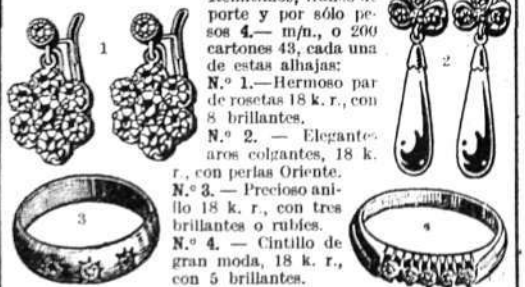 porte y por sólo pe-
sos 4.— m/n., o 200
cartones 43, cada una
de estas alhajas:
N.º 1.—Hermoso par
de rosetas 18 k. r., con
8 brillantes.
N.º 2. — Elegantes
aros colgantes, 18 k.
r., con perlas Oriente.
N.º 3. — Precioso ani-
llo 18 k. r., con tres
brillantes o rubíes.
N.º 4. — Cintillo de
gran moda, 18 k. r.,
con 5 brillantes.
1
2
3
4